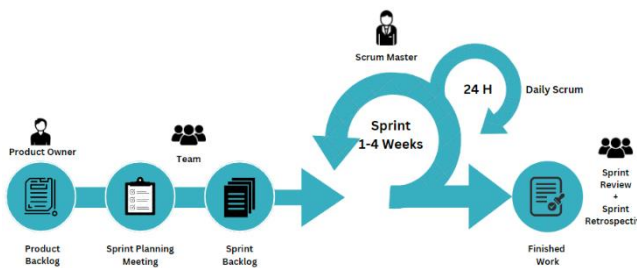 Scrum Master
24 H
Daily Scrum
Sprint
1-4 Weeks
Product Owner
Team
Product
Backlog
Sprint Planning
Meeting
Sprint
Backlog
Finished
Work
Sprint
Review
+
Sprint
Retrospecti